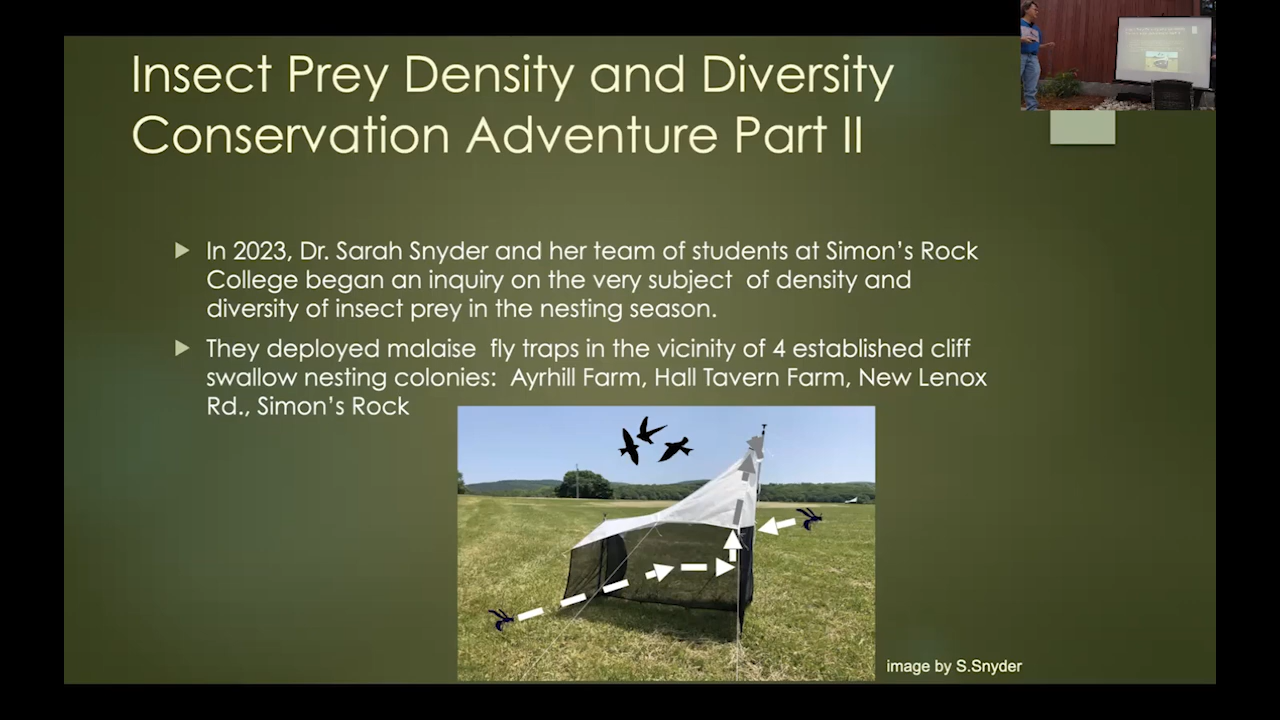 Insect Prey Density and Diversity
Conservation Adventure Part II
In 2023, Dr. Sarah Snyder and her team of students at Simon's Rock
College began an inquiry on the very subject of density and
diversity of insect prey in the nesting season.
They deployed malaise fly traps in the vicinity of 4 established cliff
swallow nesting colonies: Ayrhill Farm, Hall Tavern Farm, New Lenox
Rd., Simon's Rock
image by S.Snyder